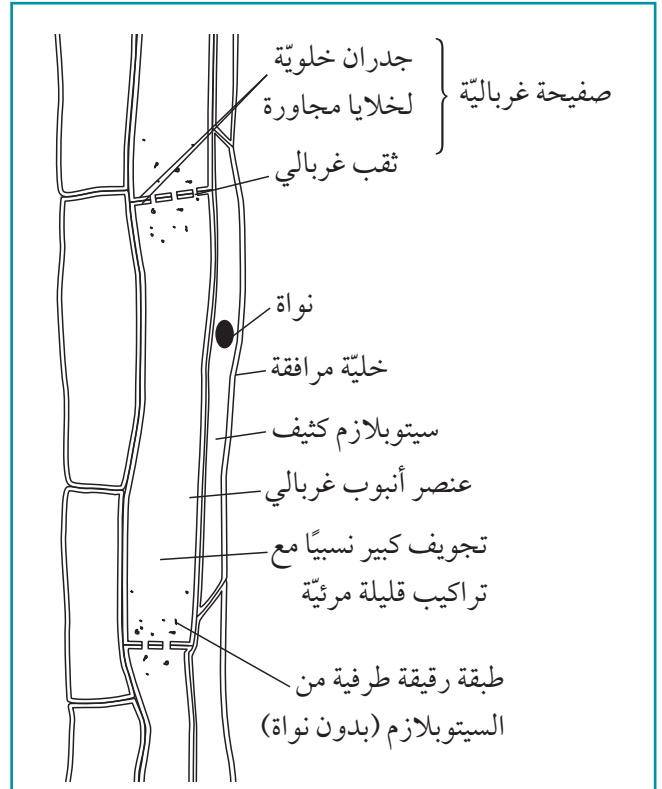 جدران خلويّة
لخلايا مجاورة
صفيحة غرباليّة
ثقب غربالي
نواة
خليّة مرافقة
سيتوبلازم كثيف
عنصر أنبوب غربالي
تجويف كبير نسبيًا مع
تراكيب قليلة مرئيّة
طبقة رقيقة طرفية من
السيتوبلازم (بدون نواة)